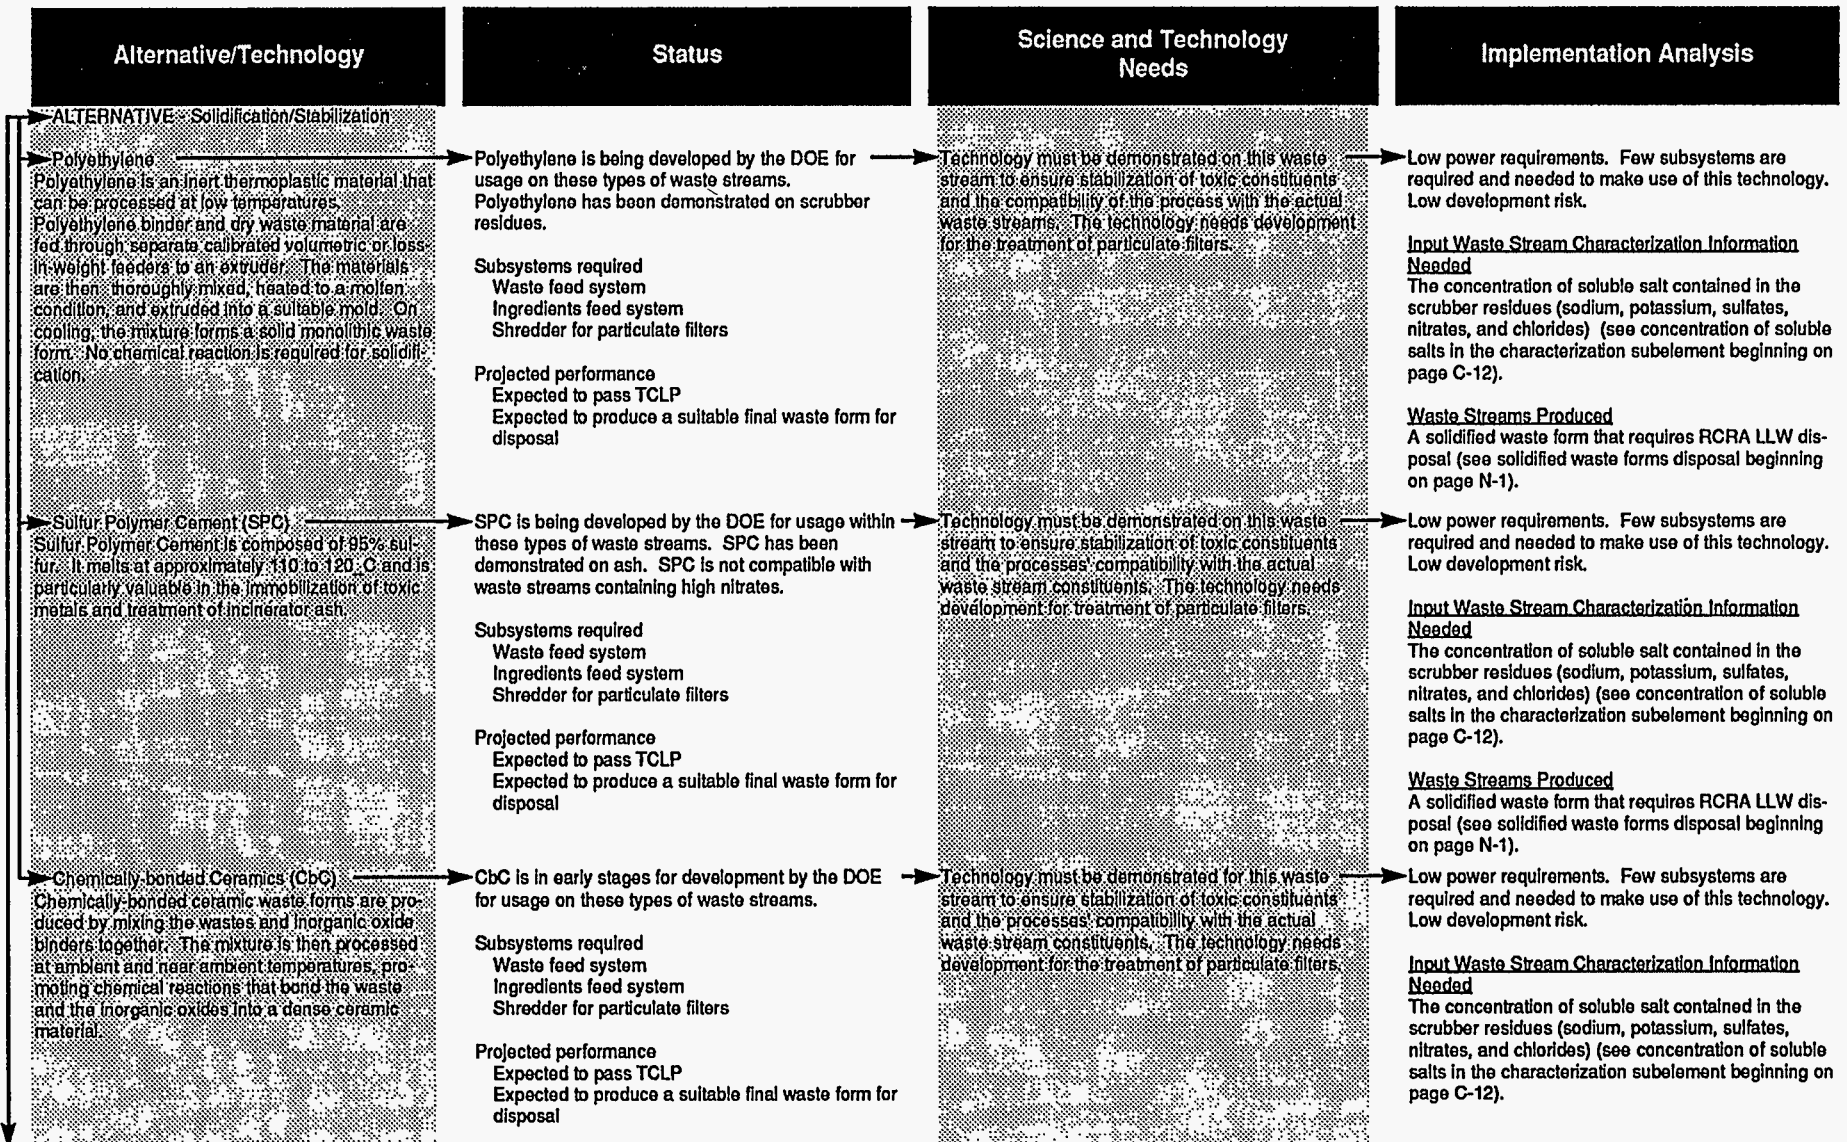 Alternative/Technology
Status
Science and Technology
Needs
Implementation Analysis
ALTERNATIVE - Solidification/Stabilization
Polyethylene
Polyethylene is an inert thermoplastic material that
can be processed at low temperatures.
Polyethylene binder and dry waste material are
fed through separate calibrated volumetric or loss-
in-weight feeders to an extruder. The materials
are then thoroughly mixed, heated to a molten
condition, and extruded into a suitable mold. On
cooling, the mixture forms a solid monolithic waste
form. No chemical reaction is required for solidifi-
cation.
Polyethylene is being developed by the DOE for
usage on these types of waste streams.
Polyethylene has been demonstrated on scrubber
residues.
Subsystems required
Waste feed system
Ingredients feed system
Shredder for particulate filters
Projected performance
Expected to pass TCLP
Expected to produce a suitable final waste form for
disposal
Technology must be demonstrated on this waste
stream to ensure stabilization of toxic constituents
and the compatibility of the process with the actual
waste streams. The technology needs development
for the treatment of particulate filters.
Low power requirements. Few subsystems are
required and needed to make use of this technology.
Low development risk.
Input Waste Stream Characterization Information
Needed
The concentration of soluble salt contained in the
scrubber residues (sodium, potassium, sulfates,
nitrates, and chlorides) (see concentration of soluble
salts in the characterization subelement beginning on
page C-12).
Waste Streams Produced
A solidified waste form that requires RCRA LLW dis-
posal (see solidified waste forms disposal beginning
on page N-1).
Sulfur Polymer Cement (SPC)
Sulfur Polymer Cement is composed of 95% sul-
fur. It melts at approximately 110 to 120 C and is
particularly valuable in the immobilization of toxic
metals and treatment of incinerator ash.
SPC is being developed by the DOE for usage within
these types of waste streams. SPC has been
demonstrated on ash. SPC is not compatible with
waste streams containing high nitrates.
Subsystems required
Waste feed system
Ingredients feed system
Shredder for particulate filters
Projected performance
Expected to pass TCLP
Expected to produce a suitable final waste form for
disposal
Technology must be demonstrated on this waste
stream to ensure stabilization of toxic constituents
and the processes' compatibility with the actual
waste stream constituents. The technology needs
development for treatment of particulate filters.
Low power requirements. Few subsystems are
required and needed to make use of this technology.
Low development risk.
Input Waste Stream Characterization Information
Needed
The concentration of soluble salt contained in the
scrubber residues (sodium, potassium, sulfates,
nitrates, and chlorides) (see concentration of soluble
salts in the characterization subelement beginning on
page C-12).
Waste Streams Produced
A solidified waste form that requires RCRA LLW dis-
posal (see solidified waste forms disposal beginning
on page N-1).
Chemically-bonded Ceramics (CbC)
Chemically-bonded ceramic waste forms are pro-
duced by mixing the wastes and inorganic oxide
binders together. The mixture is then processed
at ambient and near ambient temperatures, pro-
moting chemical reactions that bond the waste
and the inorganic oxides into a dense ceramic
material.
CbC is in early stages for development by the DOE
for usage on these types of waste streams.
Subsystems required
Waste feed system
Ingredients feed system
Shredder for particulate filters
Projected performance
Expected to pass TCLP
Expected to produce a suitable final waste form for
disposal
Technology must be demonstrated for this waste
stream to ensure stabilization of toxic constituents
and the processes' compatibility with the actual
waste stream constituents. The technology needs
development for the treatment of particulate filters.
Low power requirements. Few subsystems are
required and needed to make use of this technology.
Low development risk.
Input Waste Stream Characterization Information
Needed
The concentration of soluble salt contained in the
scrubber residues (sodium, potassium, sulfates,
nitrates, and chlorides) (see concentration of soluble
salts in the characterization subelement beginning on
page C-12).